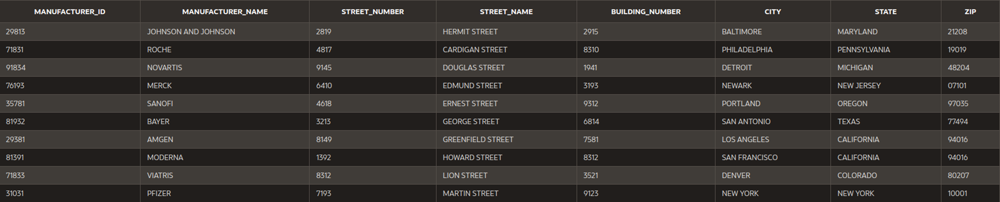 MANUFACTURER_ID MANUFACTURER_NAME STREET_NUMBER STREET_NAME BUILDING_NUMBER CITY STATE ZIP
29813 JOHNSON AND JOHNSON 2819 HERMIT STREET 2915 BALTIMORE MARYLAND 21208
71831 ROCHE 4817 CARDIGAN STREET 8310 PHILADELPHIA PENNSYLVANIA 19019
91834 NOVARTIS 9145 DOUGLAS STREET 1941 DETROIT MICHIGAN 48204
76193 MERCK 6410 EDMUND STREET 3193 NEWARK NEW JERSEY 07101
35781 SANOFI 4618 ERNEST STREET 9312 PORTLAND OREGON 97035
81932 BAYER 3213 GEORGE STREET 6814 SAN ANTONIO TEXAS 77494
29381 AMGEN 8149 GREENFIELD STREET 7581 LOS ANGELES CALIFORNIA 94016
81391 MODERNA 1392 HOWARD STREET 8312 SAN FRANCISCO CALIFORNIA 94016
71833 VIATRIS 8312 LION STREET 3521 DENVER COLORADO 80207
31031 PFIZER 7193 MARTIN STREET 9123 NEW YORK NEW YORK 10001